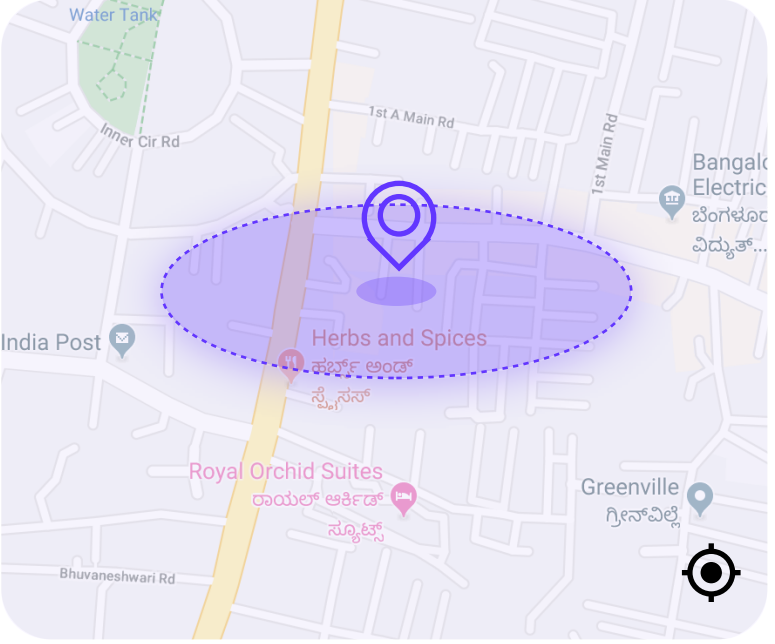 Water Tank
1st A Main Rd
Inner Cir Rd
1st Main Rd
Bangalo
Electric
ಬೆಂಗಳೂರ
ವಿದ್ಯುತ್...
India Post
Herbs and Spices
ಹರ್ಬ್ಸ್ ಅಂಡ್
ಸ್ಪೈಸಸ್
Royal Orchid Suites
ರಾಯಲ್ ಆರ್ಕಿಡ್
ಸ್ಯೂಟ್ಸ್
Greenville
ಗ್ರೀನ್‌ವಿಲ್ಲೆ
Bhuvaneshwari Rd